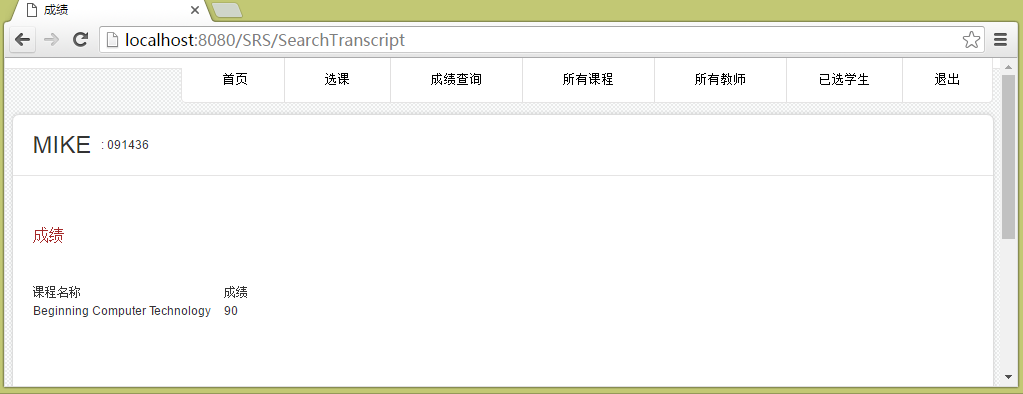 成绩
localhost:8080/SRS/SearchTranscript
首页 选课 成绩查询 所有课程 所有教师 已选学生 退出
MIKE : 091436
成绩
课程名称 成绩
Beginning Computer Technology 90